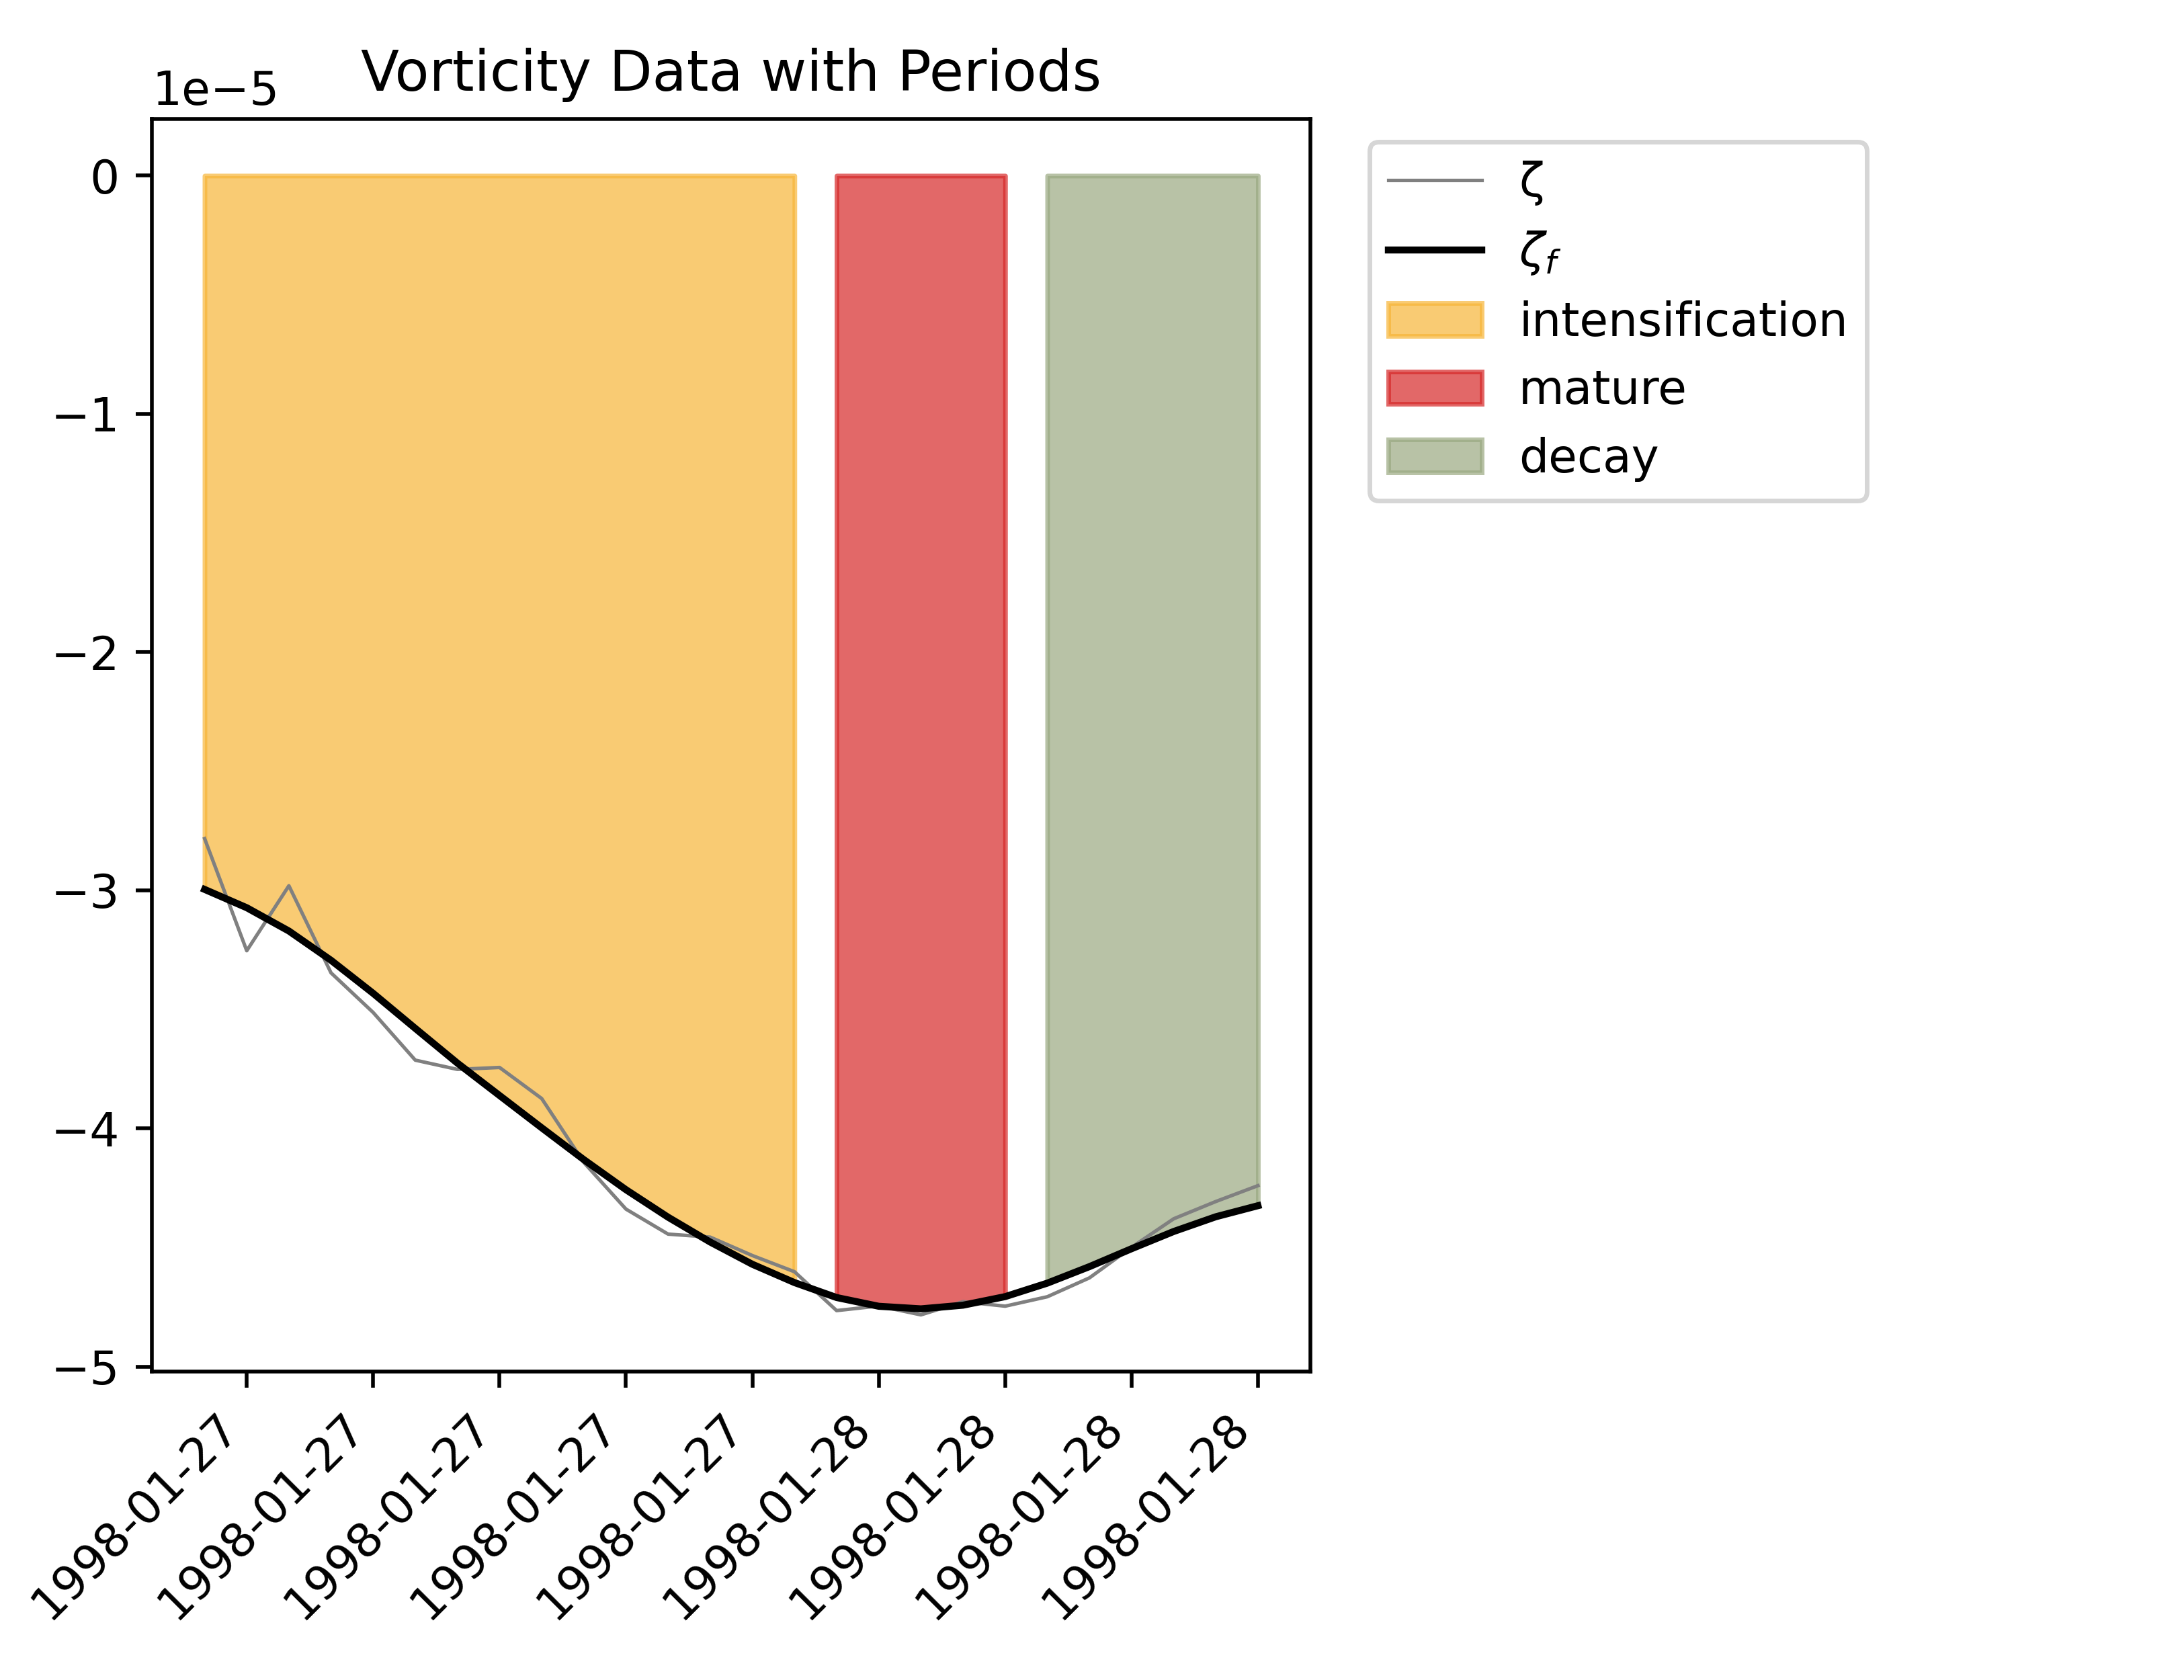 Vorticity Data with Periods
1e−5
0
−1
−2
−3
−4
−5
1998-01-27
1998-01-27
1998-01-27
1998-01-27
1998-01-27
1998-01-28
1998-01-28
1998-01-28
1998-01-28
ζ
ζf
intensification
mature
decay